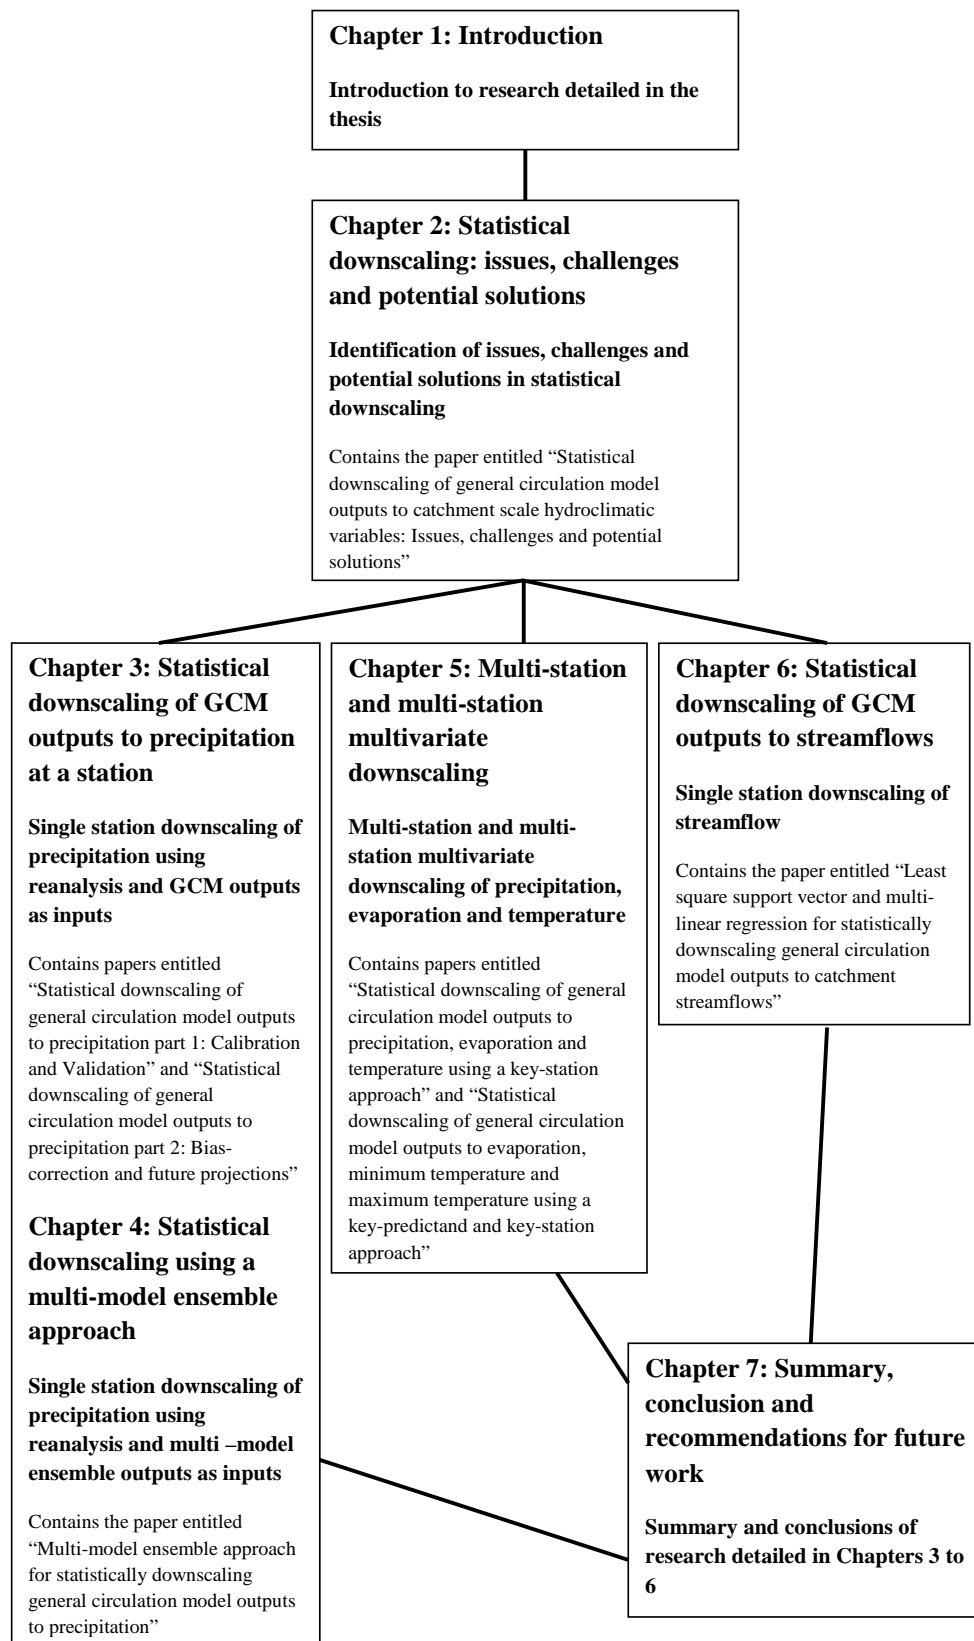 Chapter 1: Introduction
Introduction to research detailed in the
thesis
Chapter 2: Statistical
downscaling: issues, challenges
and potential solutions
Identification of issues, challenges and
potential solutions in statistical
downscaling
Contains the paper entitled “Statistical
downscaling of general circulation model
outputs to catchment scale hydroclimatic
variables: Issues, challenges and potential
solutions”
Chapter 3: Statistical
downscaling of GCM
outputs to precipitation
at a station
Single station downscaling of
precipitation using
reanalysis and GCM outputs
as inputs
Contains papers entitled
“Statistical downscaling of
general circulation model outputs
to precipitation part 1: Calibration
and Validation” and “Statistical
downscaling of general
circulation model outputs to
precipitation part 2: Bias-
correction and future projections”
Chapter 4: Statistical
downscaling using a
multi-model ensemble
approach
Single station downscaling of
precipitation using
reanalysis and multi –model
ensemble outputs as inputs
Contains the paper entitled
“Multi-model ensemble approach
for statistically downscaling
general circulation model outputs
to precipitation”
Chapter 5: Multi-station
and multi-station
multivariate
downscaling
Multi-station and multi-
station multivariate
downscaling of precipitation,
evaporation and temperature
Contains papers entitled
“Statistical downscaling of general
circulation model outputs to
precipitation, evaporation and
temperature using a key-station
approach” and “Statistical
downscaling of general circulation
model outputs to evaporation,
minimum temperature and
maximum temperature using a
key-predictand and key-station
approach”
Chapter 6: Statistical
downscaling of GCM
outputs to streamflows
Single station downscaling of
streamflow
Contains the paper entitled “Least
square support vector and multi-
linear regression for statistically
downscaling general circulation
model outputs to catchment
streamflows”
Chapter 7: Summary,
conclusion and
recommendations for future
work
Summary and conclusions of
research detailed in Chapters 3 to
6